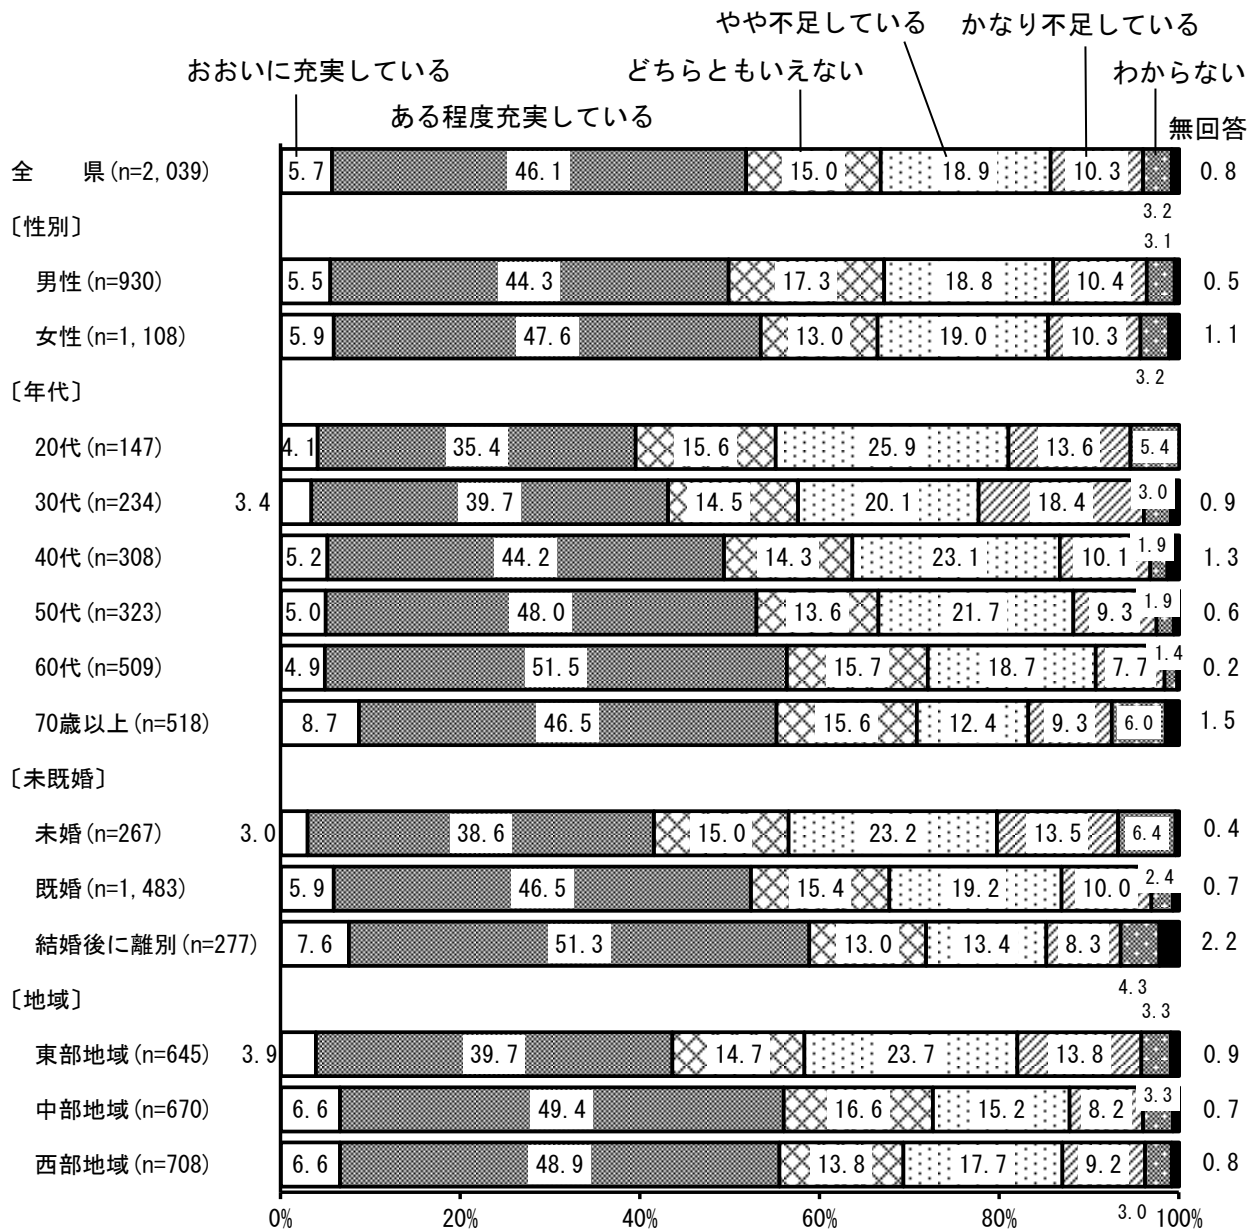 やや不足している かなり不足している
おおいに充実している どちらともいえない わからない
ある程度充実している 無回答
全　　県(n=2,039) 5.7 46.1 15.0 18.9 10.3 0.8
3.2
〔性別〕
3.1
男性(n=930) 5.5 44.3 17.3 18.8 10.4 0.5
女性(n=1,108) 5.9 47.6 13.0 19.0 10.3 1.1
3.2
〔年代〕
20代(n=147) 4.1 35.4 15.6 25.9 13.6 5.4
30代(n=234) 3.4 39.7 14.5 20.1 18.4 3.0 0.9
40代(n=308) 5.2 44.2 14.3 23.1 10.1 1.9 1.3
50代(n=323) 5.0 48.0 13.6 21.7 9.3 1.9 0.6
60代(n=509) 4.9 51.5 15.7 18.7 7.7 1.4 0.2
70歳以上(n=518) 8.7 46.5 15.6 12.4 9.3 6.0 1.5
〔未既婚〕
未婚(n=267) 3.0 38.6 15.0 23.2 13.5 6.4 0.4
既婚(n=1,483) 5.9 46.5 15.4 19.2 10.0 2.4 0.7
結婚後に離別(n=277) 7.6 51.3 13.0 13.4 8.3 2.2
4.3
〔地域〕
3.3
東部地域(n=645) 3.9 39.7 14.7 23.7 13.8 0.9
中部地域(n=670) 6.6 49.4 16.6 15.2 8.2 3.3 0.7
西部地域(n=708) 6.6 48.9 13.8 17.7 9.2 0.8
3.0
0% 20% 40% 60% 80% 100%